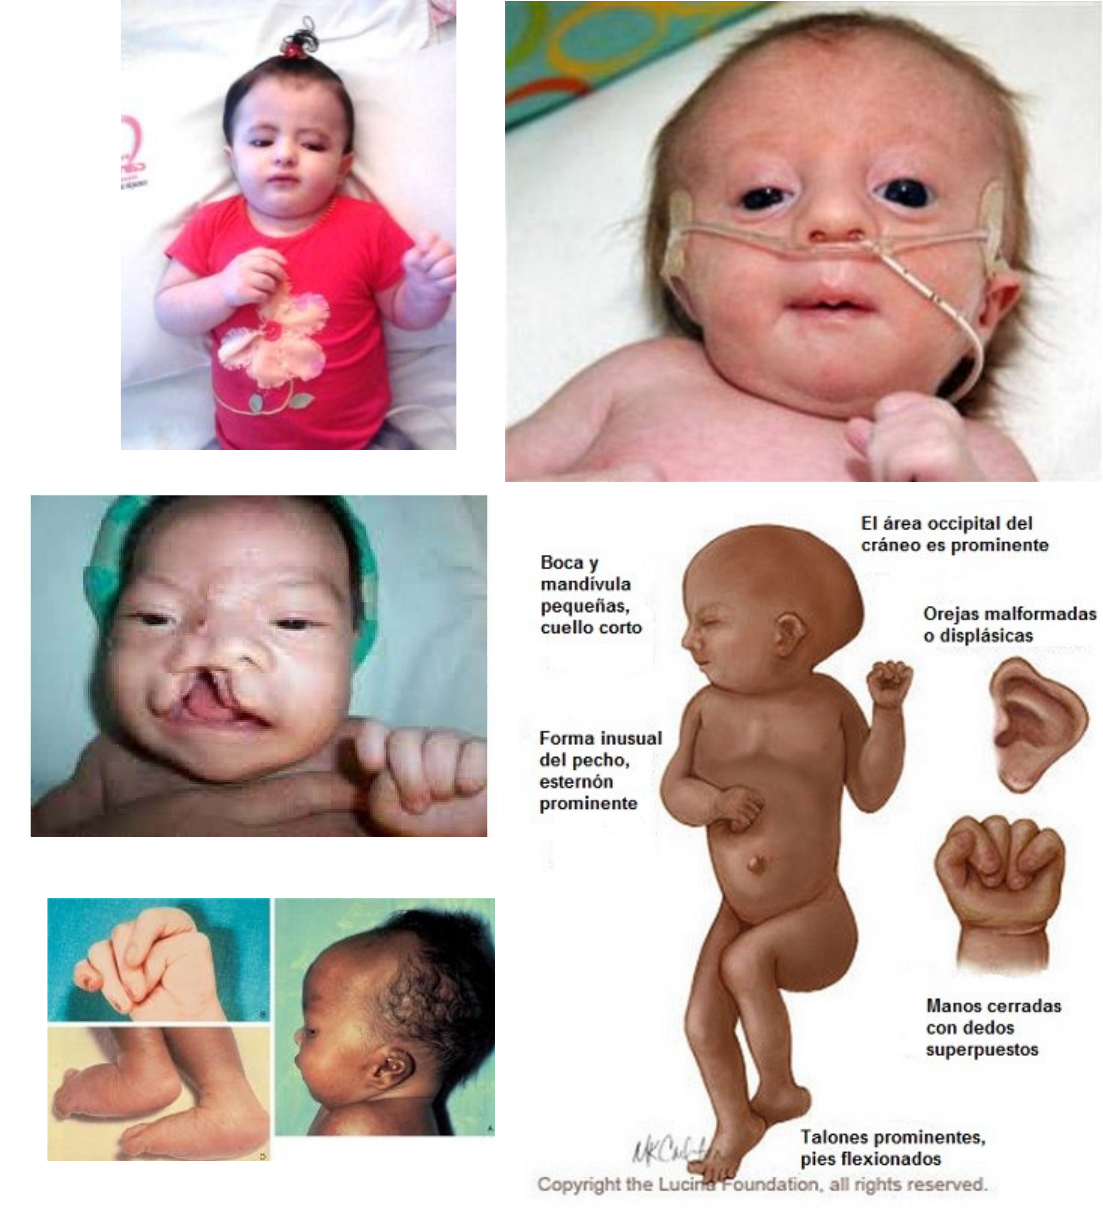 El área occipital del
cráneo es prominente
Boca y
mandívula
pequeñas,
cuello corto
Orejas malformadas
o displásicas
Forma inusual
del pecho,
esternón
prominente
Manos cerradas
con dedos
superpuestos
Talones prominentes,
pies flexionados
Copyright the Lucina Foundation, all rights reserved.
B
A
D